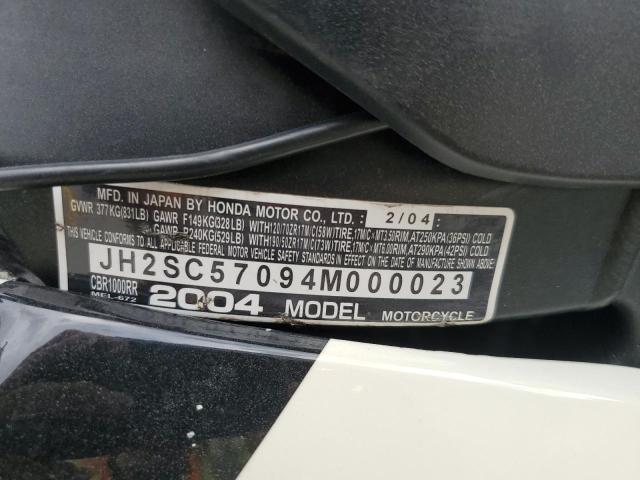 MFD. IN JAPAN BY HONDA MOTOR CO., LTD. : 2/04 :
GVWR 377KG(831LB) GAWR F149KG(328LB) WITH120/70ZR17M/C(58W)TIRE,17M/C-MT3.50RIM,AT250KPA(36PSI) COLD
GAWR R240KG(529LB) WITH190/50ZR17M/C(73W)TIRE,17M/C-MT6.00RIM,AT290KPA(42PSI) COLD
THIS VEHICLE CONFORMS TO ALL APPLICABLE FEDERAL MOTOR VEHICLE SAFETY STANDARDS IN EFFECT ON THE DATE OF MANUFACTURE SHOWN ABOVE.
JH2SC57094M000023
CBR1000RR
MEL-672
2004 MODEL MOTORCYCLE